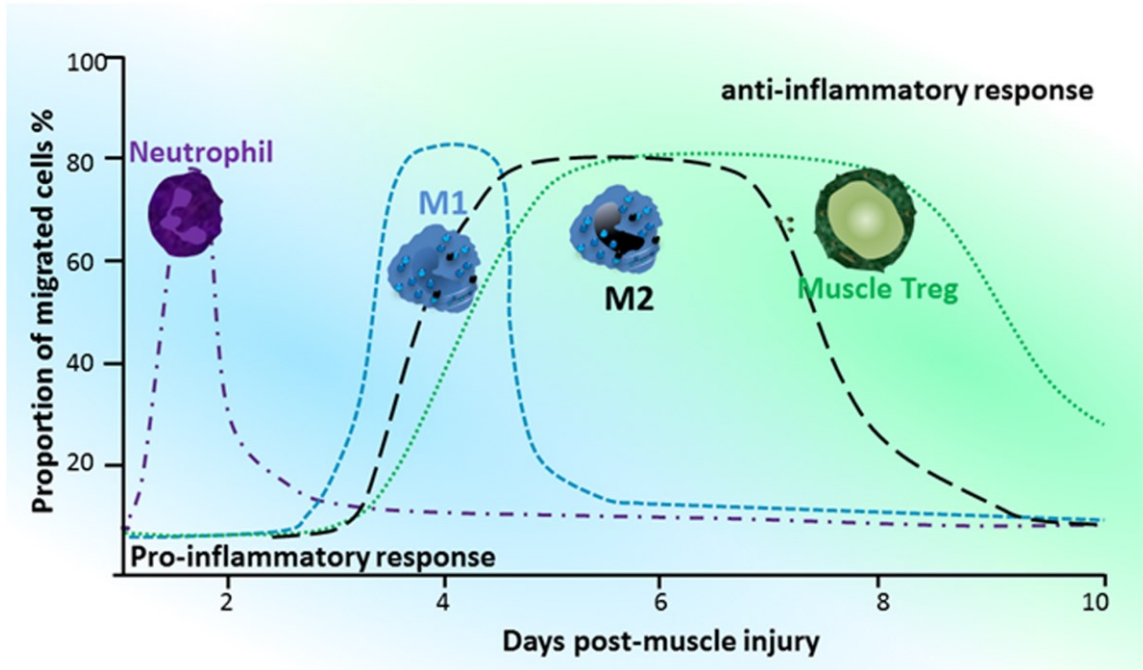 100
anti-inflammatory response
Neutrophil
80
M1
60
M2
Muscle Treg
40
20
Pro-inflammatory response
2
4
6
8
10
Days post-muscle injury
Proportion of migrated cells %